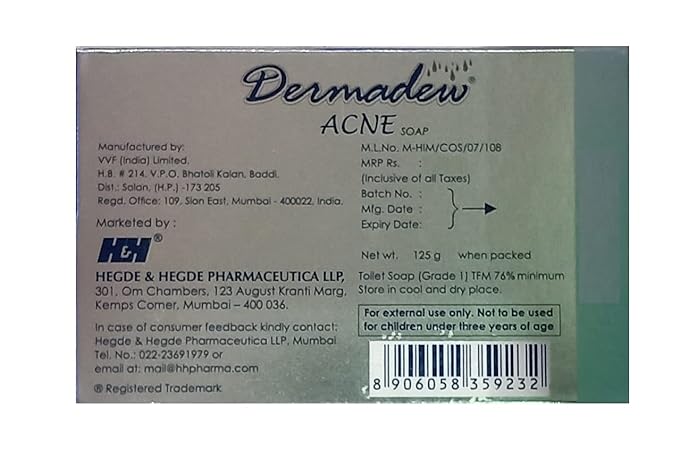 Dermadew®
ACNE SOAP
Manufactured by:
VVF (India) Limited.
H.B. # 214. V.P.O. Bhatoli Kalan, Baddi.
Dist.: Solan, (H.P.) -173 205
Regd. Office: 109, Sion East, Mumbai - 400022, India.
Marketed by :
H&H®
HEGDE & HEGDE PHARMACEUTICA LLP,
301, Om Chambers, 123 August Kranti Marg,
Kemps Corner, Mumbai – 400 036.
In case of consumer feedback kindly contact:
Hegde & Hegde Pharmaceutica LLP, Mumbai
Tel. No.: 022-23691979 or
email at: mail@hhpharma.com
® Registered Trademark
M.L.No. M-HIM/COS/07/108
MRP Rs. :
(Inclusive of all Taxes)
Batch No. :
Mfg. Date :
Expiry Date:
Net wt. 125 g when packed
Toilet Soap (Grade 1) TFM 76% minimum
Store in cool and dry place.
For external use only. Not to be used
for children under three years of age
8 906058 359232